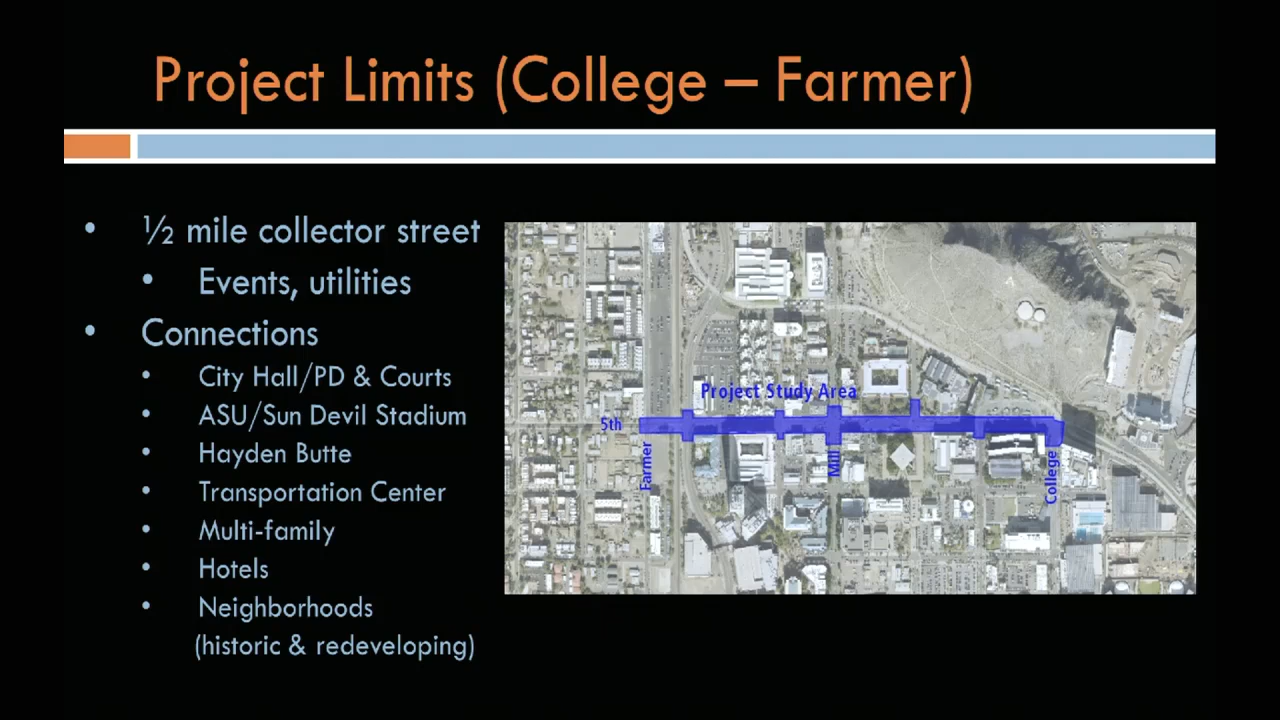 Project Limits (College – Farmer)
• ½ mile collector street
• Events, utilities
• Connections
• City Hall/PD & Courts
• ASU/Sun Devil Stadium
• Hayden Butte
• Transportation Center
• Multi-family
• Hotels
• Neighborhoods
(historic & redeveloping)
Project Study Area
5th
Farmer
Mill
College
A